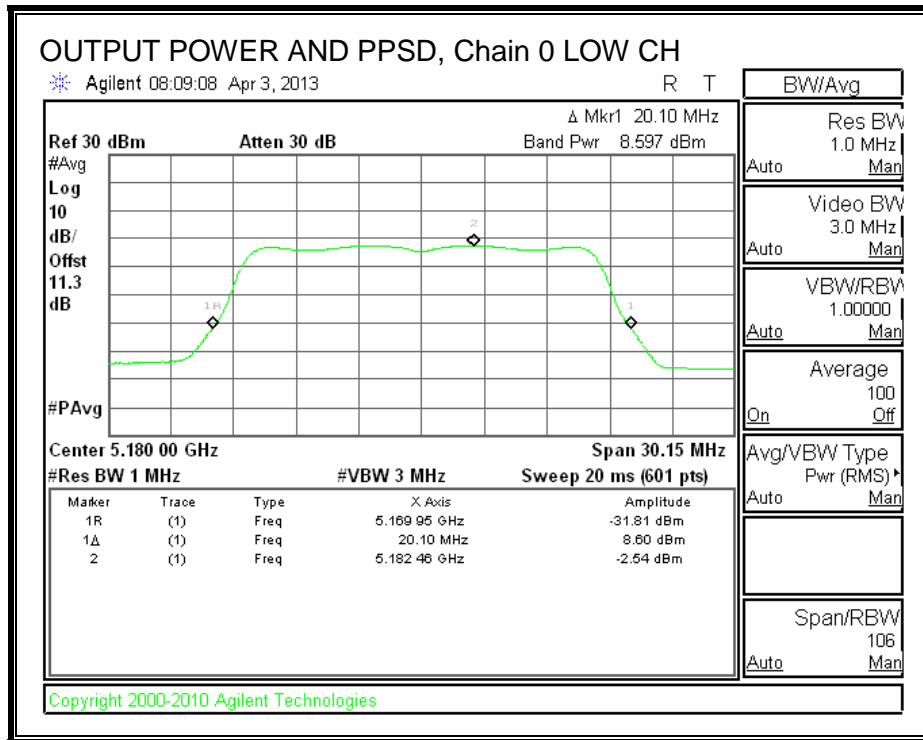 OUTPUT POWER AND PPSD, Chain 0 LOW CH
Agilent 08:09:08 Apr 3, 2013 R T
Δ Mkr1 20.10 MHz
Ref 30 dBm Atten 30 dB Band Pwr 8.597 dBm
#Avg
Log
10
dB/
Offst
11.3
dB
#PAvg
2
1R
1
Center 5.180 00 GHz Span 30.15 MHz
#Res BW 1 MHz #VBW 3 MHz Sweep 20 ms (601 pts)
Marker Trace Type X Axis Amplitude
1R (1) Freq 5.169 95 GHz -31.81 dBm
1Δ (1) Freq 20.10 MHz 8.60 dBm
2 (1) Freq 5.182 46 GHz -2.54 dBm
BW/Avg
Res BW
1.0 MHz
Auto Man
Video BW
3.0 MHz
Auto Man
VBW/RBW
1.00000
Auto Man
Average
100
On Off
Avg/VBW Type
Pwr (RMS)
Auto Man
Span/RBW
106
Auto Man
Copyright 2000-2010 Agilent Technologies